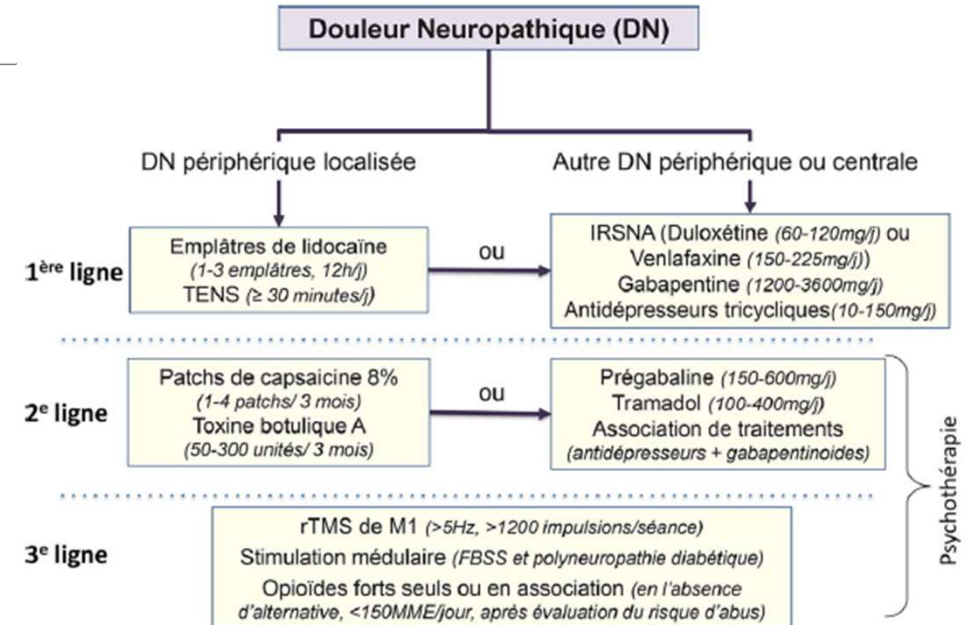 Douleur Neuropathique (DN)
DN périphérique localisée
Autre DN périphérique ou centrale
1ère ligne
Emplâtres de lidocaïne
(1-3 emplâtres, 12h/j)
TENS (≥ 30 minutes/j)
ou
IRSNA (Duloxétine (60-120mg/j) ou
Venlafaxine (150-225mg/j))
Gabapentine (1200-3600mg/j)
Antidépresseurs tricycliques(10-150mg/j)
2e ligne
Patchs de capsaicine 8%
(1-4 patchs/ 3 mois)
Toxine botulique A
(50-300 unités/ 3 mois)
ou
Prégabaline (150-600mg/j)
Tramadol (100-400mg/j)
Association de traitements
(antidépresseurs + gabapentinoides)
3e ligne
rTMS de M1 (>5Hz, >1200 impulsions/séance)
Stimulation médulaire (FBSS et polyneuropathie diabétique)
Opioïdes forts seuls ou en association (en l'absence
d'alternative, <150MME/jour, après évaluation du risque d'abus)
Psychothérapie